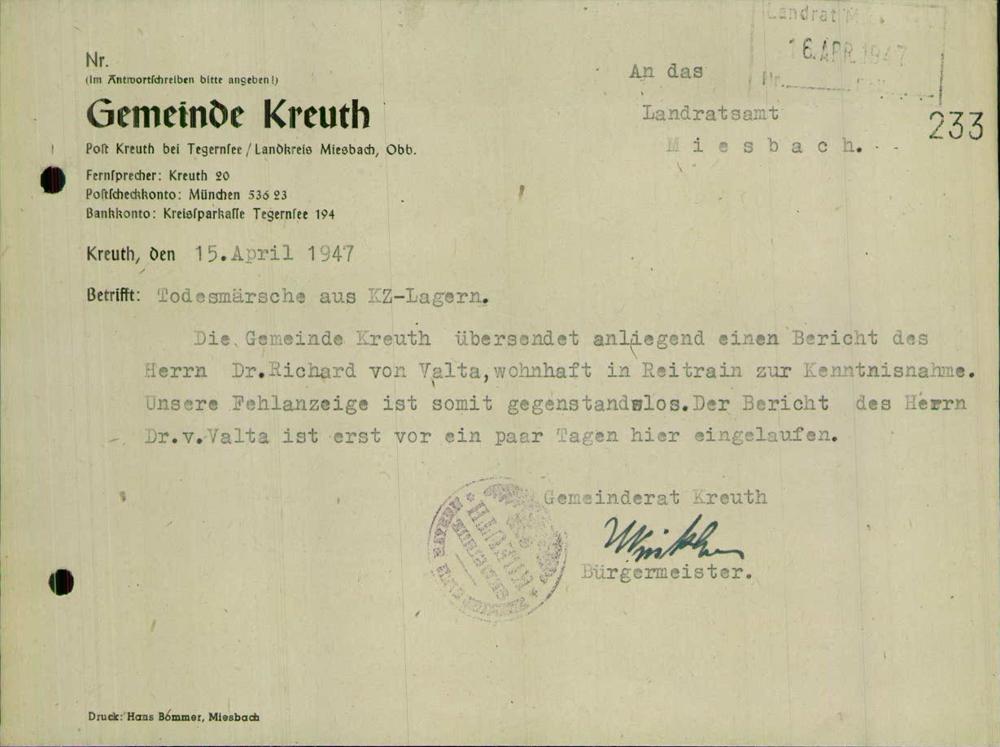 Nr.
(Im Antwortschreiben bitte angeben!)
Gemeinde Kreuth
Post Kreuth bei Tegernsee / Landkreis Miesbach, Obb.
Fernsprecher: Kreuth 20
Postscheckkonto: München 536 23
Bankkonto: Kreissparkasse Tegernsee 194
Landrat
16. APR. 1947
Nr.
An das
Landratsamt
Miesbach.
233
Kreuth, den 15.April 1947
Betrifft: Todesmärsche aus KZ-Lagern.
Die Gemeinde Kreuth übersendet anliegend einen Bericht des
Herrn Dr.Richard von Valta,wohnhaft in Reitrain zur Kenntnisnahme.
Unsere Fehlanzeige ist somit gegenstandslos.Der Bericht des Herrn
Dr.v.Valta ist erst vor ein paar Tagen hier eingelaufen.
Gemeinderat Kreuth
KREUTH
Bürgermeister.
Druck: Hans Bommer, Miesbach